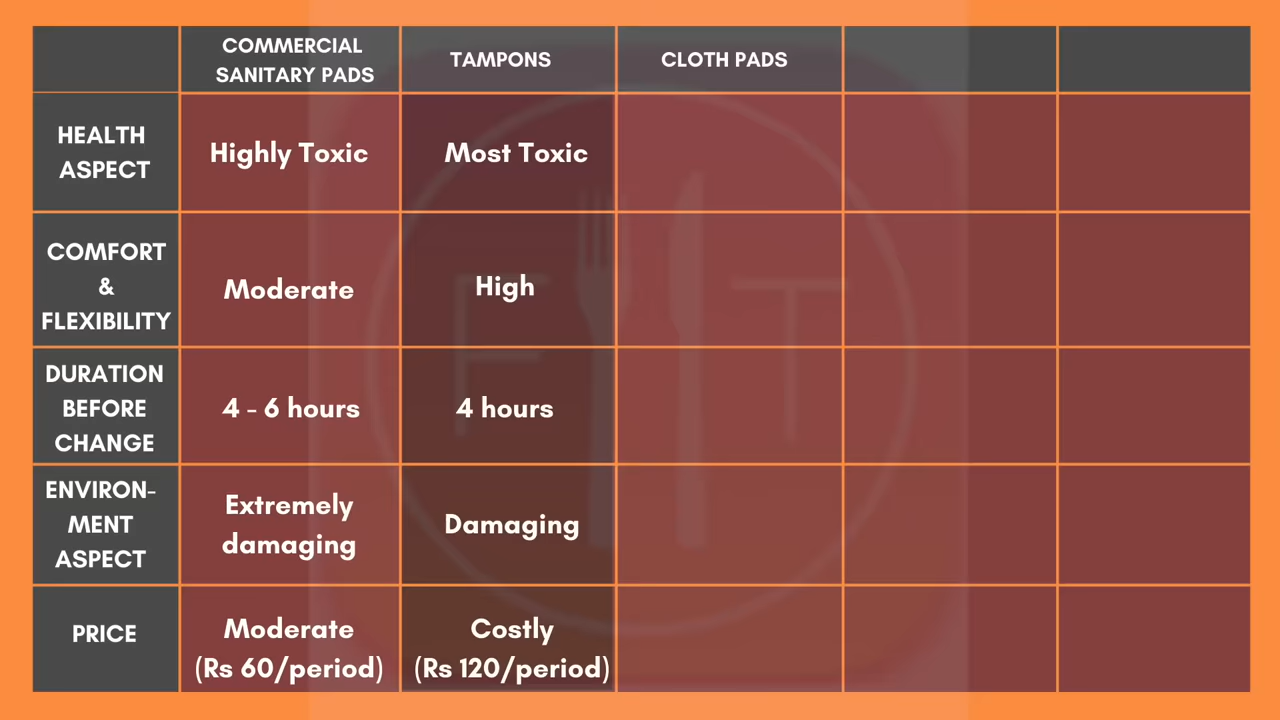 COMMERCIAL
SANITARY PADS
TAMPONS
CLOTH PADS
HEALTH
ASPECT
Highly Toxic
Most Toxic
COMFORT
&
FLEXIBILITY
Moderate
High
DURATION
BEFORE
CHANGE
4 - 6 hours
4 hours
ENVIRON-
MENT
ASPECT
Extremely
damaging
Damaging
PRICE
Moderate
(Rs 60/period)
Costly
(Rs 120/period)
F T